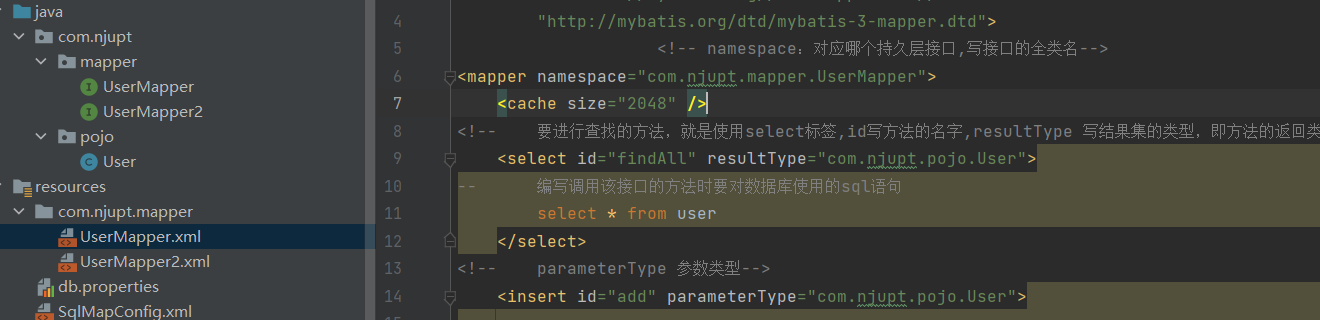 java
com.njupt
mapper
UserMapper
UserMapper2
pojo
User
resources
com.njupt.mapper
UserMapper.xml
UserMapper2.xml
db.properties
SqlMapConfig.xml
4 "http://mybatis.org/dtd/mybatis-3-mapper.dtd">
5 <!-- namespace：对应哪个持久层接口,写接口的全类名-->
6 <mapper namespace="com.njupt.mapper.UserMapper">
7 <cache size="2048" />
8 <!-- 要进行查找的方法，就是使用select标签,id写方法的名字,resultType 写结果集的类型，即方法的返回类
9 <select id="findAll" resultType="com.njupt.pojo.User">
10 -- 编写调用该接口的方法时要对数据库使用的sql语句
11 select * from user
12 </select>
13 <!-- parameterType 参数类型-->
14 <insert id="add" parameterType="com.njupt.pojo.User">